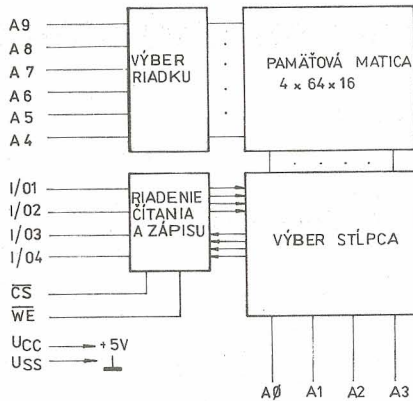 A9
A8
A7
A6
A5
A4
VÝBER
RIADKU
PAMÄŤOVÁ MATICA
4 x 64 x 16
I/01
I/02
I/03
I/04
RIADENIE
ČÍTANIA
A ZÁPISU
VÝBER STĹPCA
CS
WE
UCC
+5V
USS
AØ
A1
A2
A3